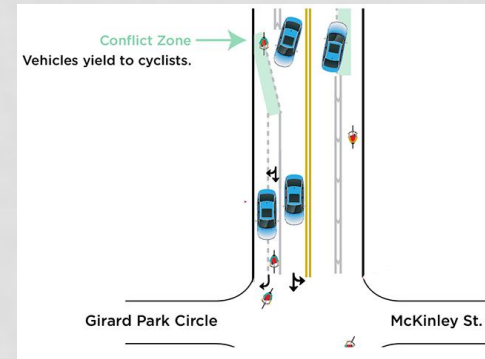 Conflict Zone
Vehicles yield to cyclists.
Girard Park Circle
McKinley St.